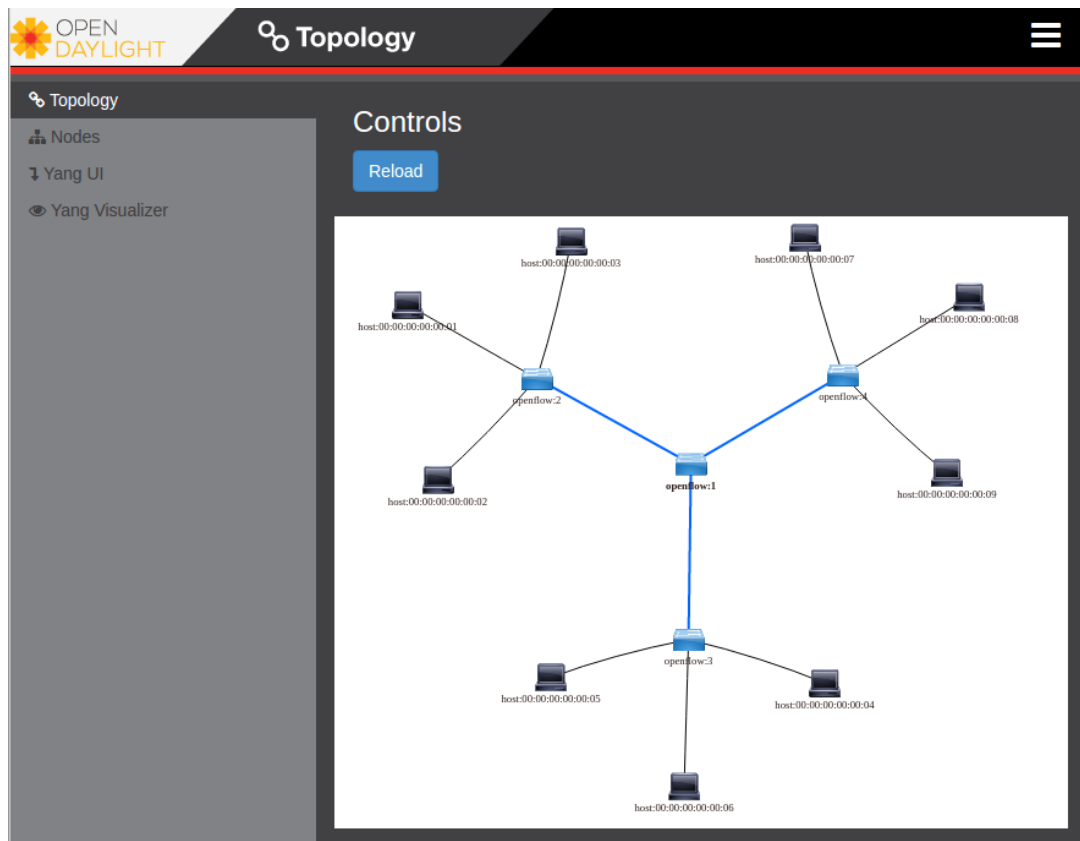 OPEN
DAYLIGHT
Topology
Topology
Nodes
Yang UI
Yang Visualizer
Controls
Reload
host:00:00:00:00:00:03
host:00:00:00:00:00:07
host:00:00:00:00:00:01
host:00:00:00:00:00:08
openflow:2
openflow:4
openflow:1
host:00:00:00:00:00:02
host:00:00:00:00:00:09
openflow:3
host:00:00:00:00:00:05
host:00:00:00:00:00:04
host:00:00:00:00:00:06